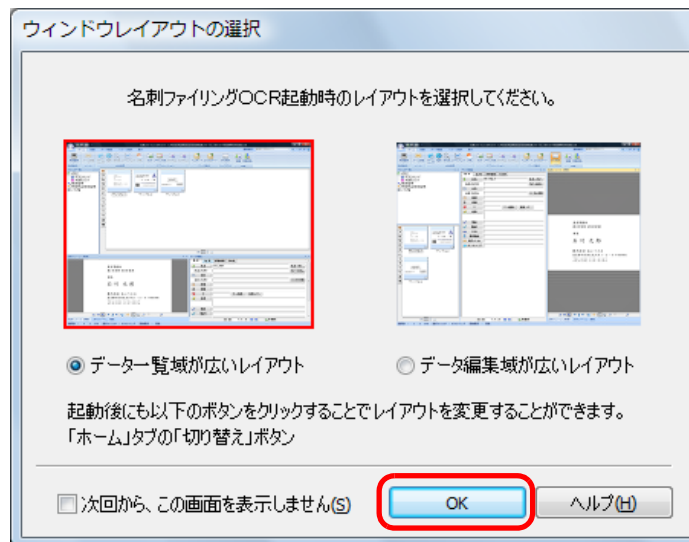 ウィンドウレイアウトの選択
名刺ファイリングOCR起動時のレイアウトを選択してください。
データ一覧域が広いレイアウト
データ編集域が広いレイアウト
起動後にも以下のボタンをクリックすることでレイアウトを変更することができます。
「ホーム」タブの「切り替え」ボタン
次回から、この画面を表示しません(S)
OK
ヘルプ(H)